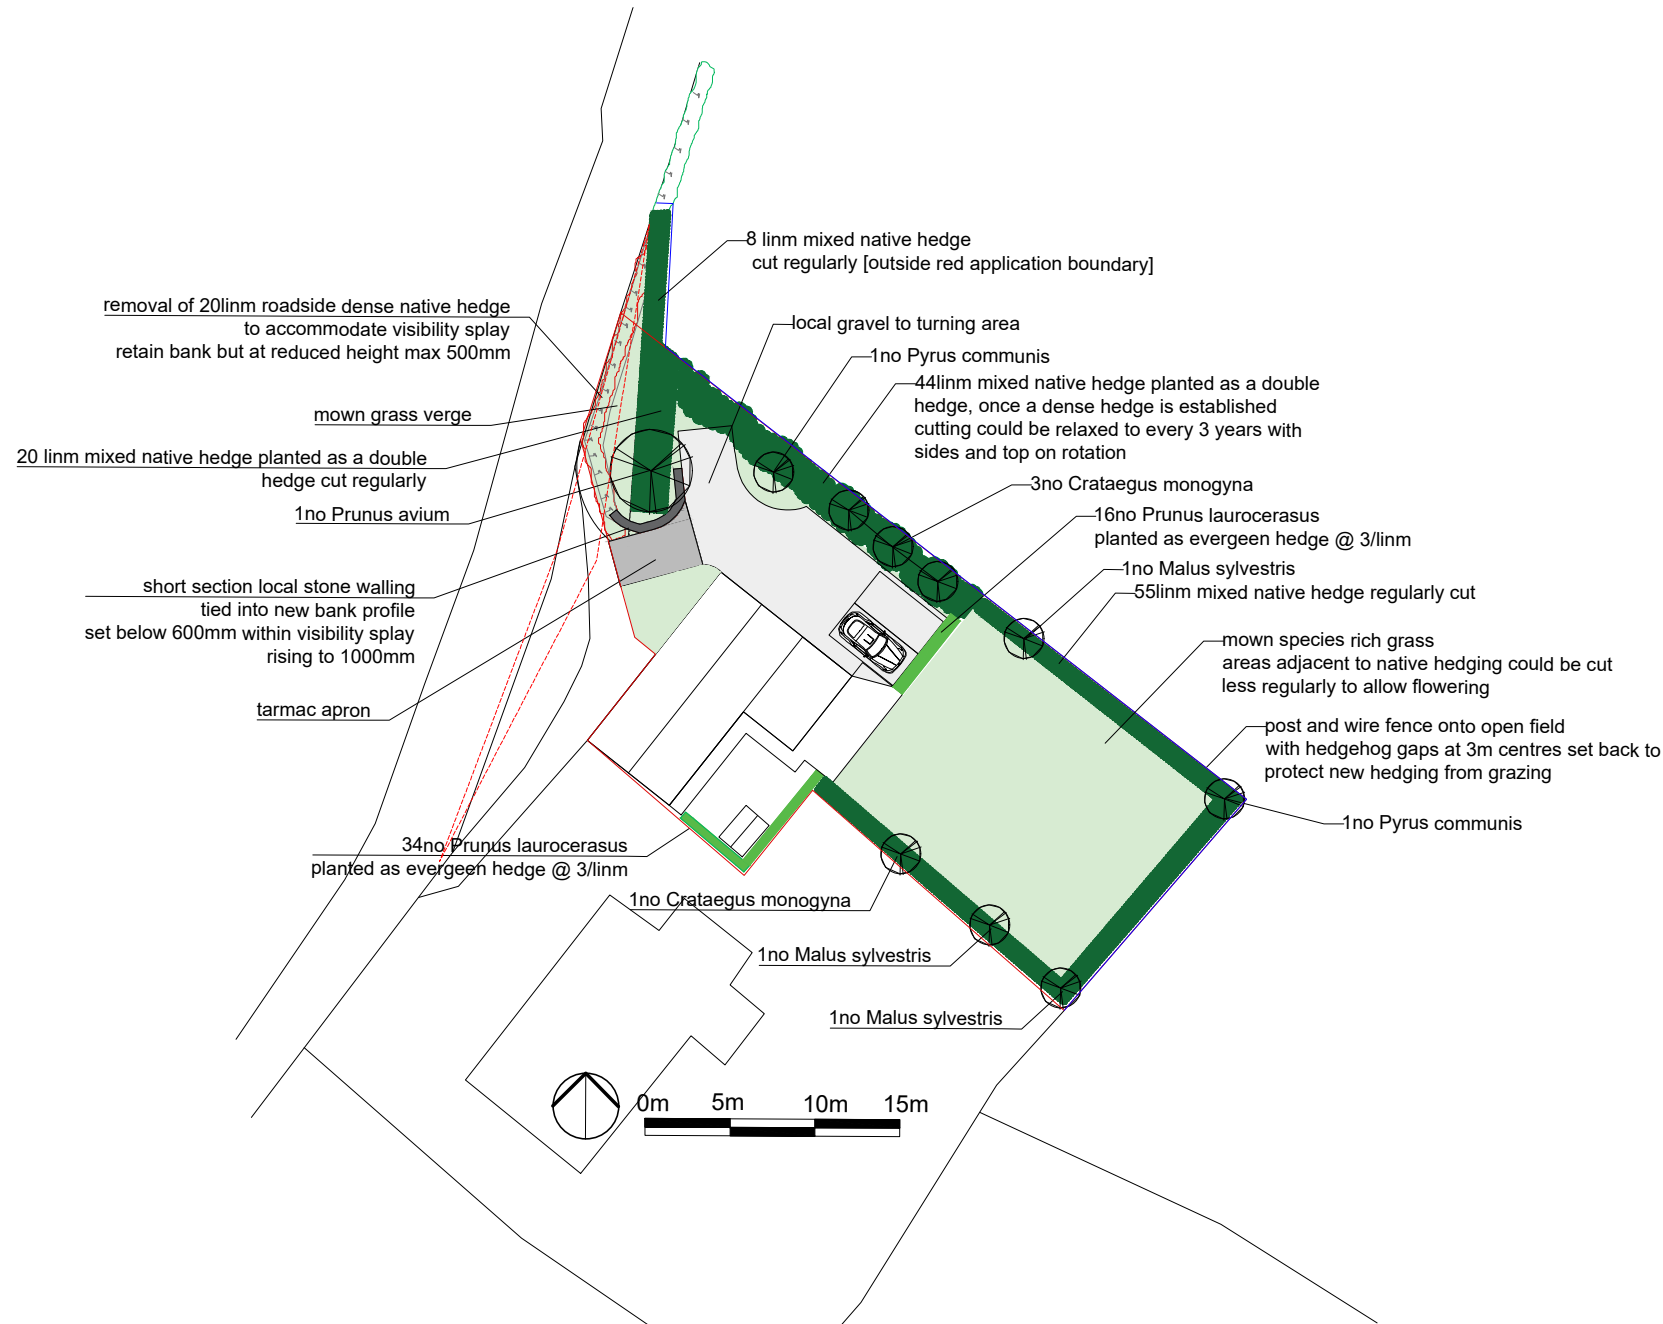 8 linm mixed native hedge
cut regularly [outside red application boundary]
removal of 20linm roadside dense native hedge
to accommodate visibility splay
retain bank but at reduced height max 500mm
local gravel to turning area
1no Pyrus communis
44linm mixed native hedge planted as a double
hedge, once a dense hedge is established
cutting could be relaxed to every 3 years with
sides and top on rotation
mown grass verge
20 linm mixed native hedge planted as a double
hedge cut regularly
1no Prunus avium
3no Crataegus monogyna
16no Prunus laurocerasus
planted as evergeen hedge @ 3/linm
1no Malus sylvestris
55linm mixed native hedge regularly cut
short section local stone walling
tied into new bank profile
set below 600mm within visibility splay
rising to 1000mm
mown species rich grass
areas adjacent to native hedging could be cut
less regularly to allow flowering
tarmac apron
post and wire fence onto open field
with hedgehog gaps at 3m centres set back to
protect new hedging from grazing
1no Pyrus communis
34no Prunus laurocerasus
planted as evergeen hedge @ 3/linm
1no Crataegus monogyna
1no Malus sylvestris
1no Malus sylvestris
0m 5m 10m 15m